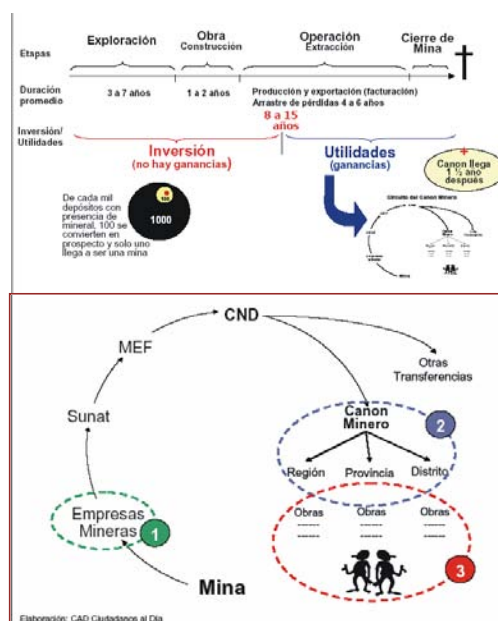 Etapas
Exploración
Obra
Construcción
Operación
Extracción
Cierre de
Mina
Duración
promedio
3 a 7 años
1 a 2 años
Producción y exportación (facturación)
Arrastre de pérdidas 4 a 6 años
8 a 15
años
Inversión/
Utilidades
Inversión
(no hay ganancias)
Utilidades
(ganancias)
+
Canon llega
1 ½ año
después
De cada mil
depósitos con
presencia de
mineral, 100 se
convierten en
prospecto y solo uno
llega a ser una mina
100
1000
Circuito del Canon Minero
Mina
CND
MEF
Sunat
Empresas
Mineras
1
Mina
Otras
Transferencias
Canon
Minero
2
Región
Provincia
Distrito
Obras
Obras
Obras
------
------
------
------
------
------
3
Elaboración: CAD Ciudadanos al Día